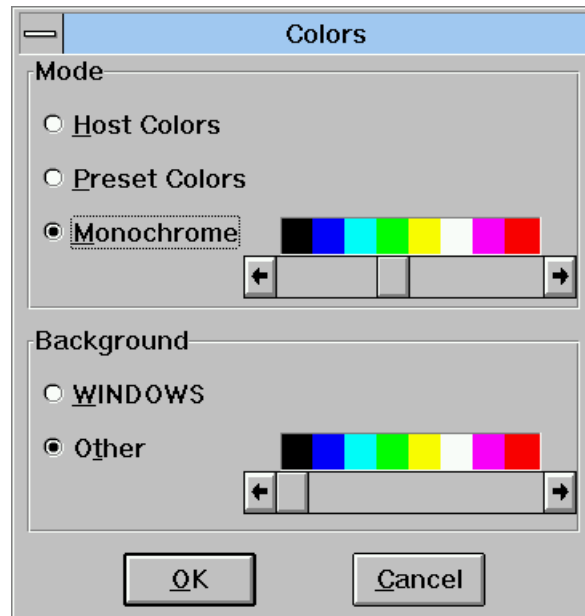 Colors
Mode
Host Colors
Preset Colors
Monochrome
Background
WINDOWS
Other
OK
Cancel